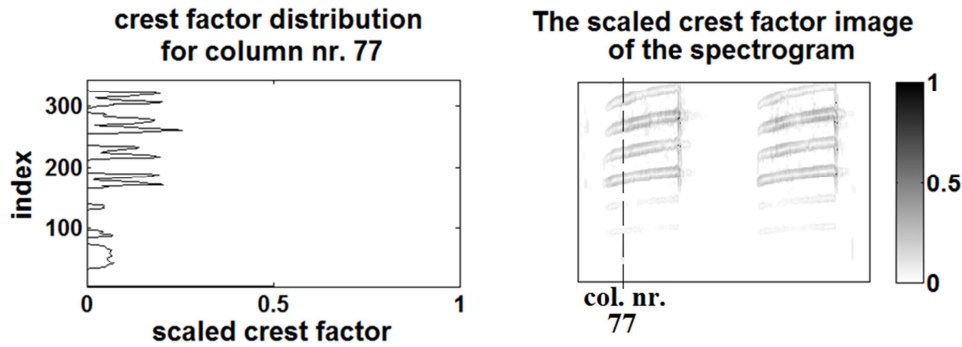 crest factor distribution
for column nr. 77
index
300
200
100
0
0.5
1
scaled crest factor
The scaled crest factor image
of the spectrogram
1
0.5
0
col. nr.
77